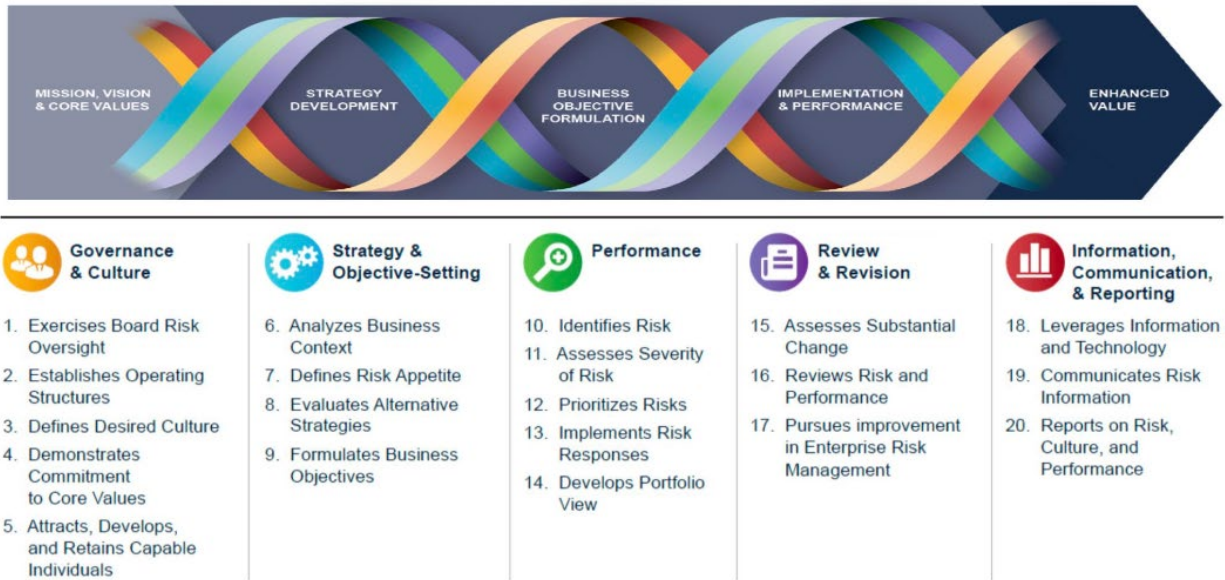 MISSION, VISION
& CORE VALUES
STRATEGY
DEVELOPMENT
BUSINESS
OBJECTIVE
FORMULATION
IMPLEMENTATION
& PERFORMANCE
ENHANCED
VALUE
Governance
& Culture
1. Exercises Board Risk
Oversight
2. Establishes Operating
Structures
3. Defines Desired Culture
4. Demonstrates
Commitment
to Core Values
5. Attracts, Develops,
and Retains Capable
Individuals
Strategy &
Objective-Setting
6. Analyzes Business
Context
7. Defines Risk Appetite
8. Evaluates Alternative
Strategies
9. Formulates Business
Objectives
Performance
10. Identifies Risk
11. Assesses Severity
of Risk
12. Prioritizes Risks
13. Implements Risk
Responses
14. Develops Portfolio
View
Review
& Revision
15. Assesses Substantial
Change
16. Reviews Risk and
Performance
17. Pursues improvement
in Enterprise Risk
Management
Information,
Communication,
& Reporting
18. Leverages Information
and Technology
19. Communicates Risk
Information
20. Reports on Risk,
Culture, and
Performance